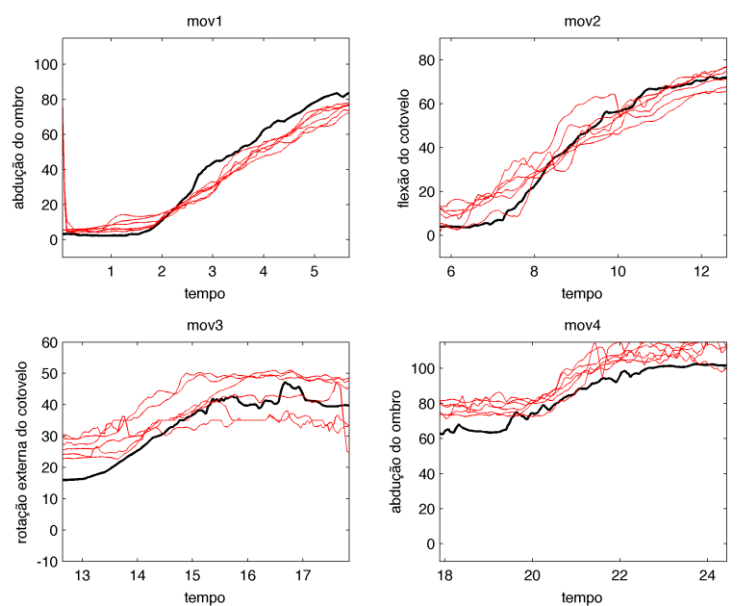 mov1
abdução do ombro
100
80
60
40
20
0
1 2 3 4 5
tempo
mov2
flexão do cotovelo
80
60
40
20
0
6 8 10 12
tempo
mov3
rotação externa do cotovelo
60
50
40
30
20
10
0
-10
13 14 15 16 17
tempo
mov4
abdução do ombro
100
80
60
40
20
0
18 20 22 24
tempo